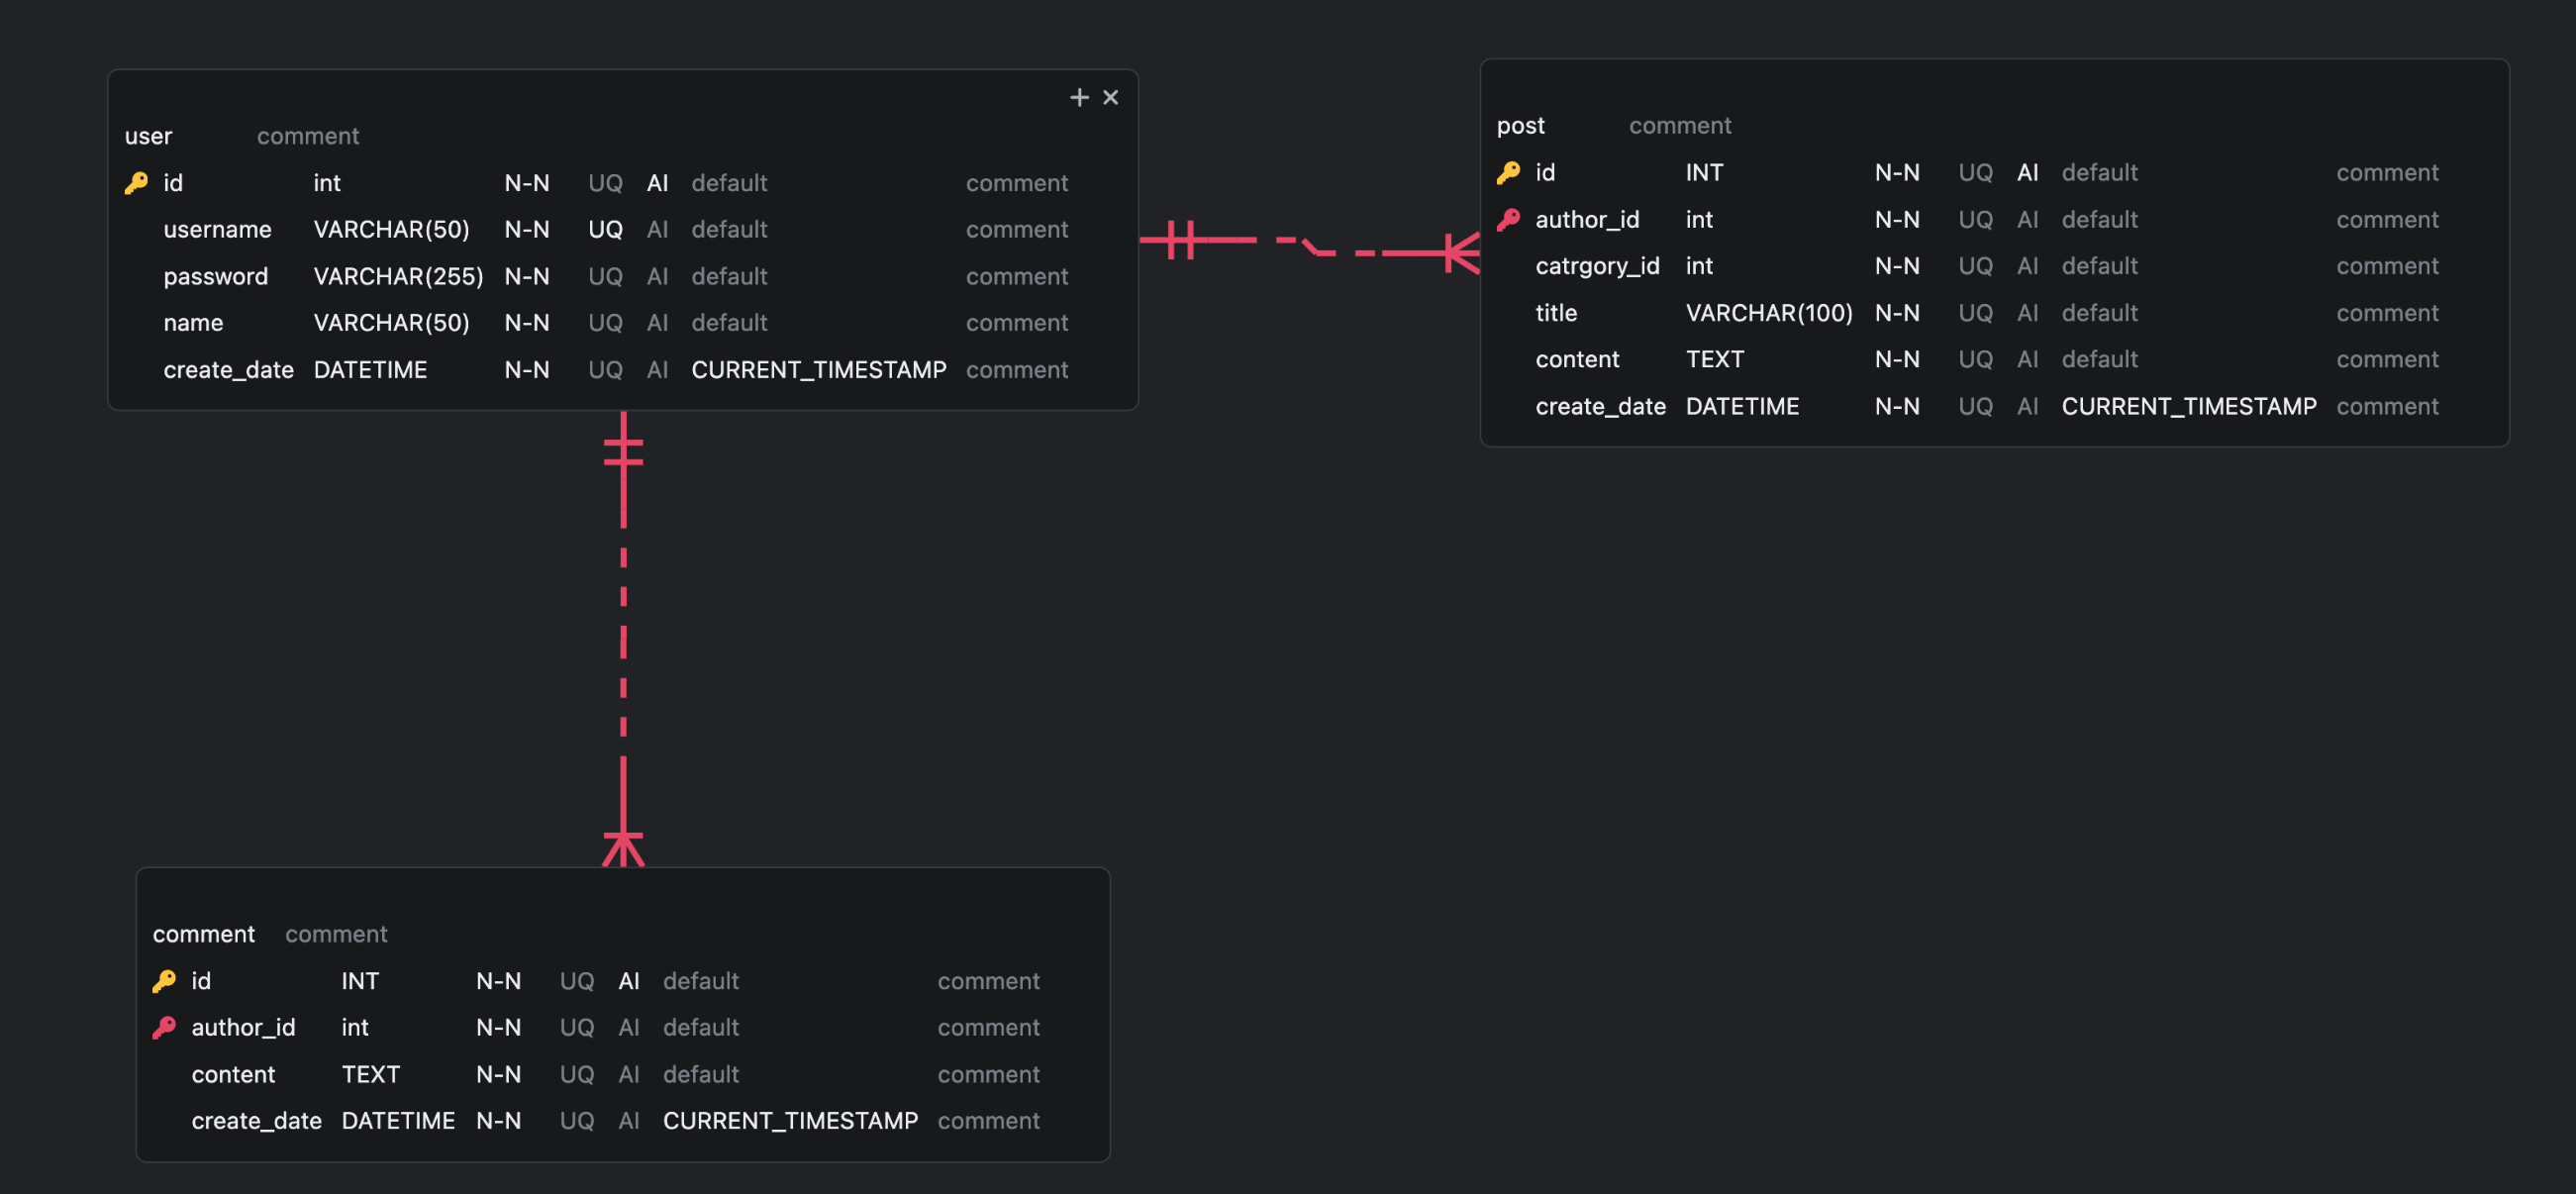 user comment
id int N-N UQ AI default comment
username VARCHAR(50) N-N UQ AI default comment
password VARCHAR(255) N-N UQ AI default comment
name VARCHAR(50) N-N UQ AI default comment
create_date DATETIME N-N UQ AI CURRENT_TIMESTAMP comment
post comment
id INT N-N UQ AI default comment
author_id int N-N UQ AI default comment
catrgory_id int N-N UQ AI default comment
title VARCHAR(100) N-N UQ AI default comment
content TEXT N-N UQ AI default comment
create_date DATETIME N-N UQ AI CURRENT_TIMESTAMP comment
comment comment
id INT N-N UQ AI default comment
author_id int N-N UQ AI default comment
content TEXT N-N UQ AI default comment
create_date DATETIME N-N UQ AI CURRENT_TIMESTAMP comment